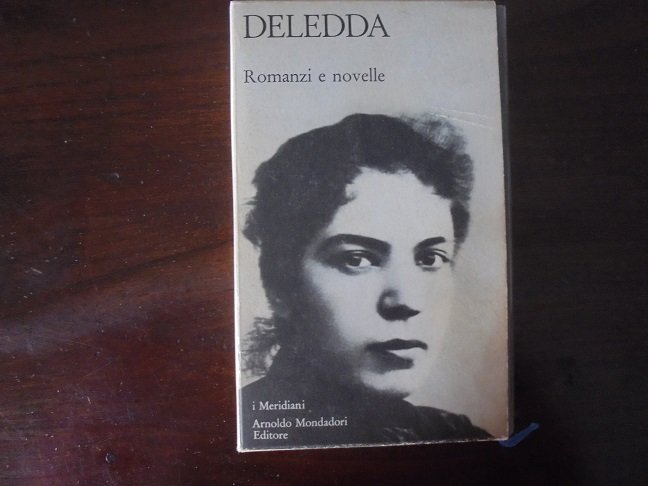 DELEDDA
Romanzi e novelle
i Meridiani
Arnoldo Mondadori
Editore